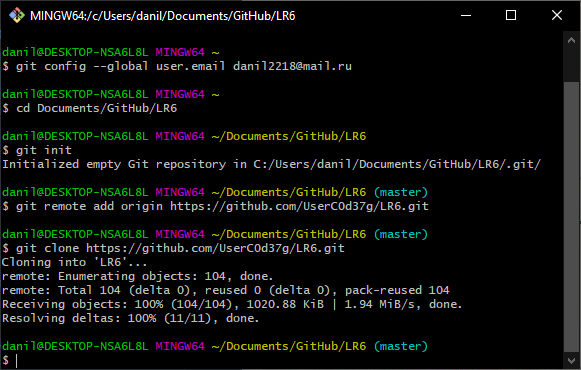 MINGW64:/c/Users/danil/Documents/GitHub/LR6
danil@DESKTOP-NSA6L8L MINGW64 ~
$ git config --global user.email danil2218@mail.ru
danil@DESKTOP-NSA6L8L MINGW64 ~
$ cd Documents/GitHub/LR6
danil@DESKTOP-NSA6L8L MINGW64 ~/Documents/GitHub/LR6
$ git init
Initialized empty Git repository in C:/Users/danil/Documents/GitHub/LR6/.git/
danil@DESKTOP-NSA6L8L MINGW64 ~/Documents/GitHub/LR6 (master)
$ git remote add origin https://github.com/UserCOd37g/LR6.git
danil@DESKTOP-NSA6L8L MINGW64 ~/Documents/GitHub/LR6 (master)
$ git clone https://github.com/UserCOd37g/LR6.git
Cloning into 'LR6'...
remote: Enumerating objects: 104, done.
remote: Total 104 (delta 0), reused 0 (delta 0), pack-reused 104
Receiving objects: 100% (104/104), 1020.88 KiB | 1.94 MiB/s, done.
Resolving deltas: 100% (11/11), done.
danil@DESKTOP-NSA6L8L MINGW64 ~/Documents/GitHub/LR6 (master)
$